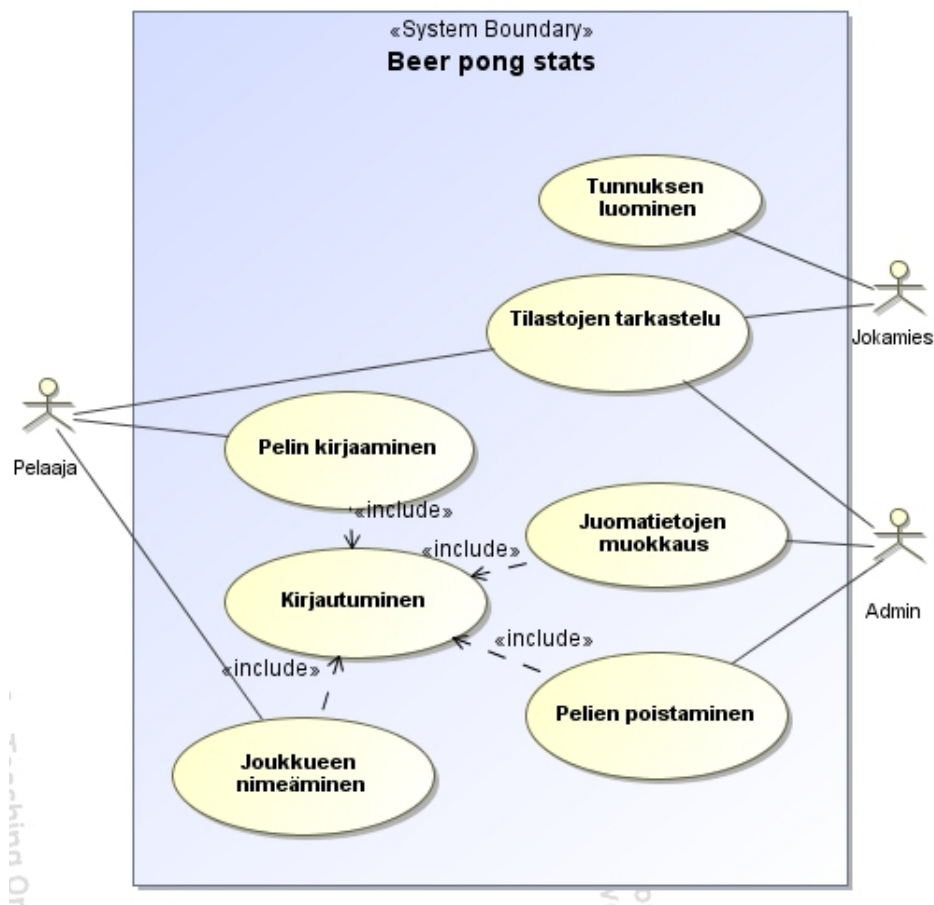 «System Boundary»
Beer pong stats
Tunnuksen
luominen
Tilastojen tarkastelu
Jokamies
Pelaaja
Pelin kirjaaminen
«include»
Juomatietojen
muokkaus
«include»
Kirjautuminen
Admin
«include»
«include»
Pelien poistaminen
Joukkueen
nimeäminen